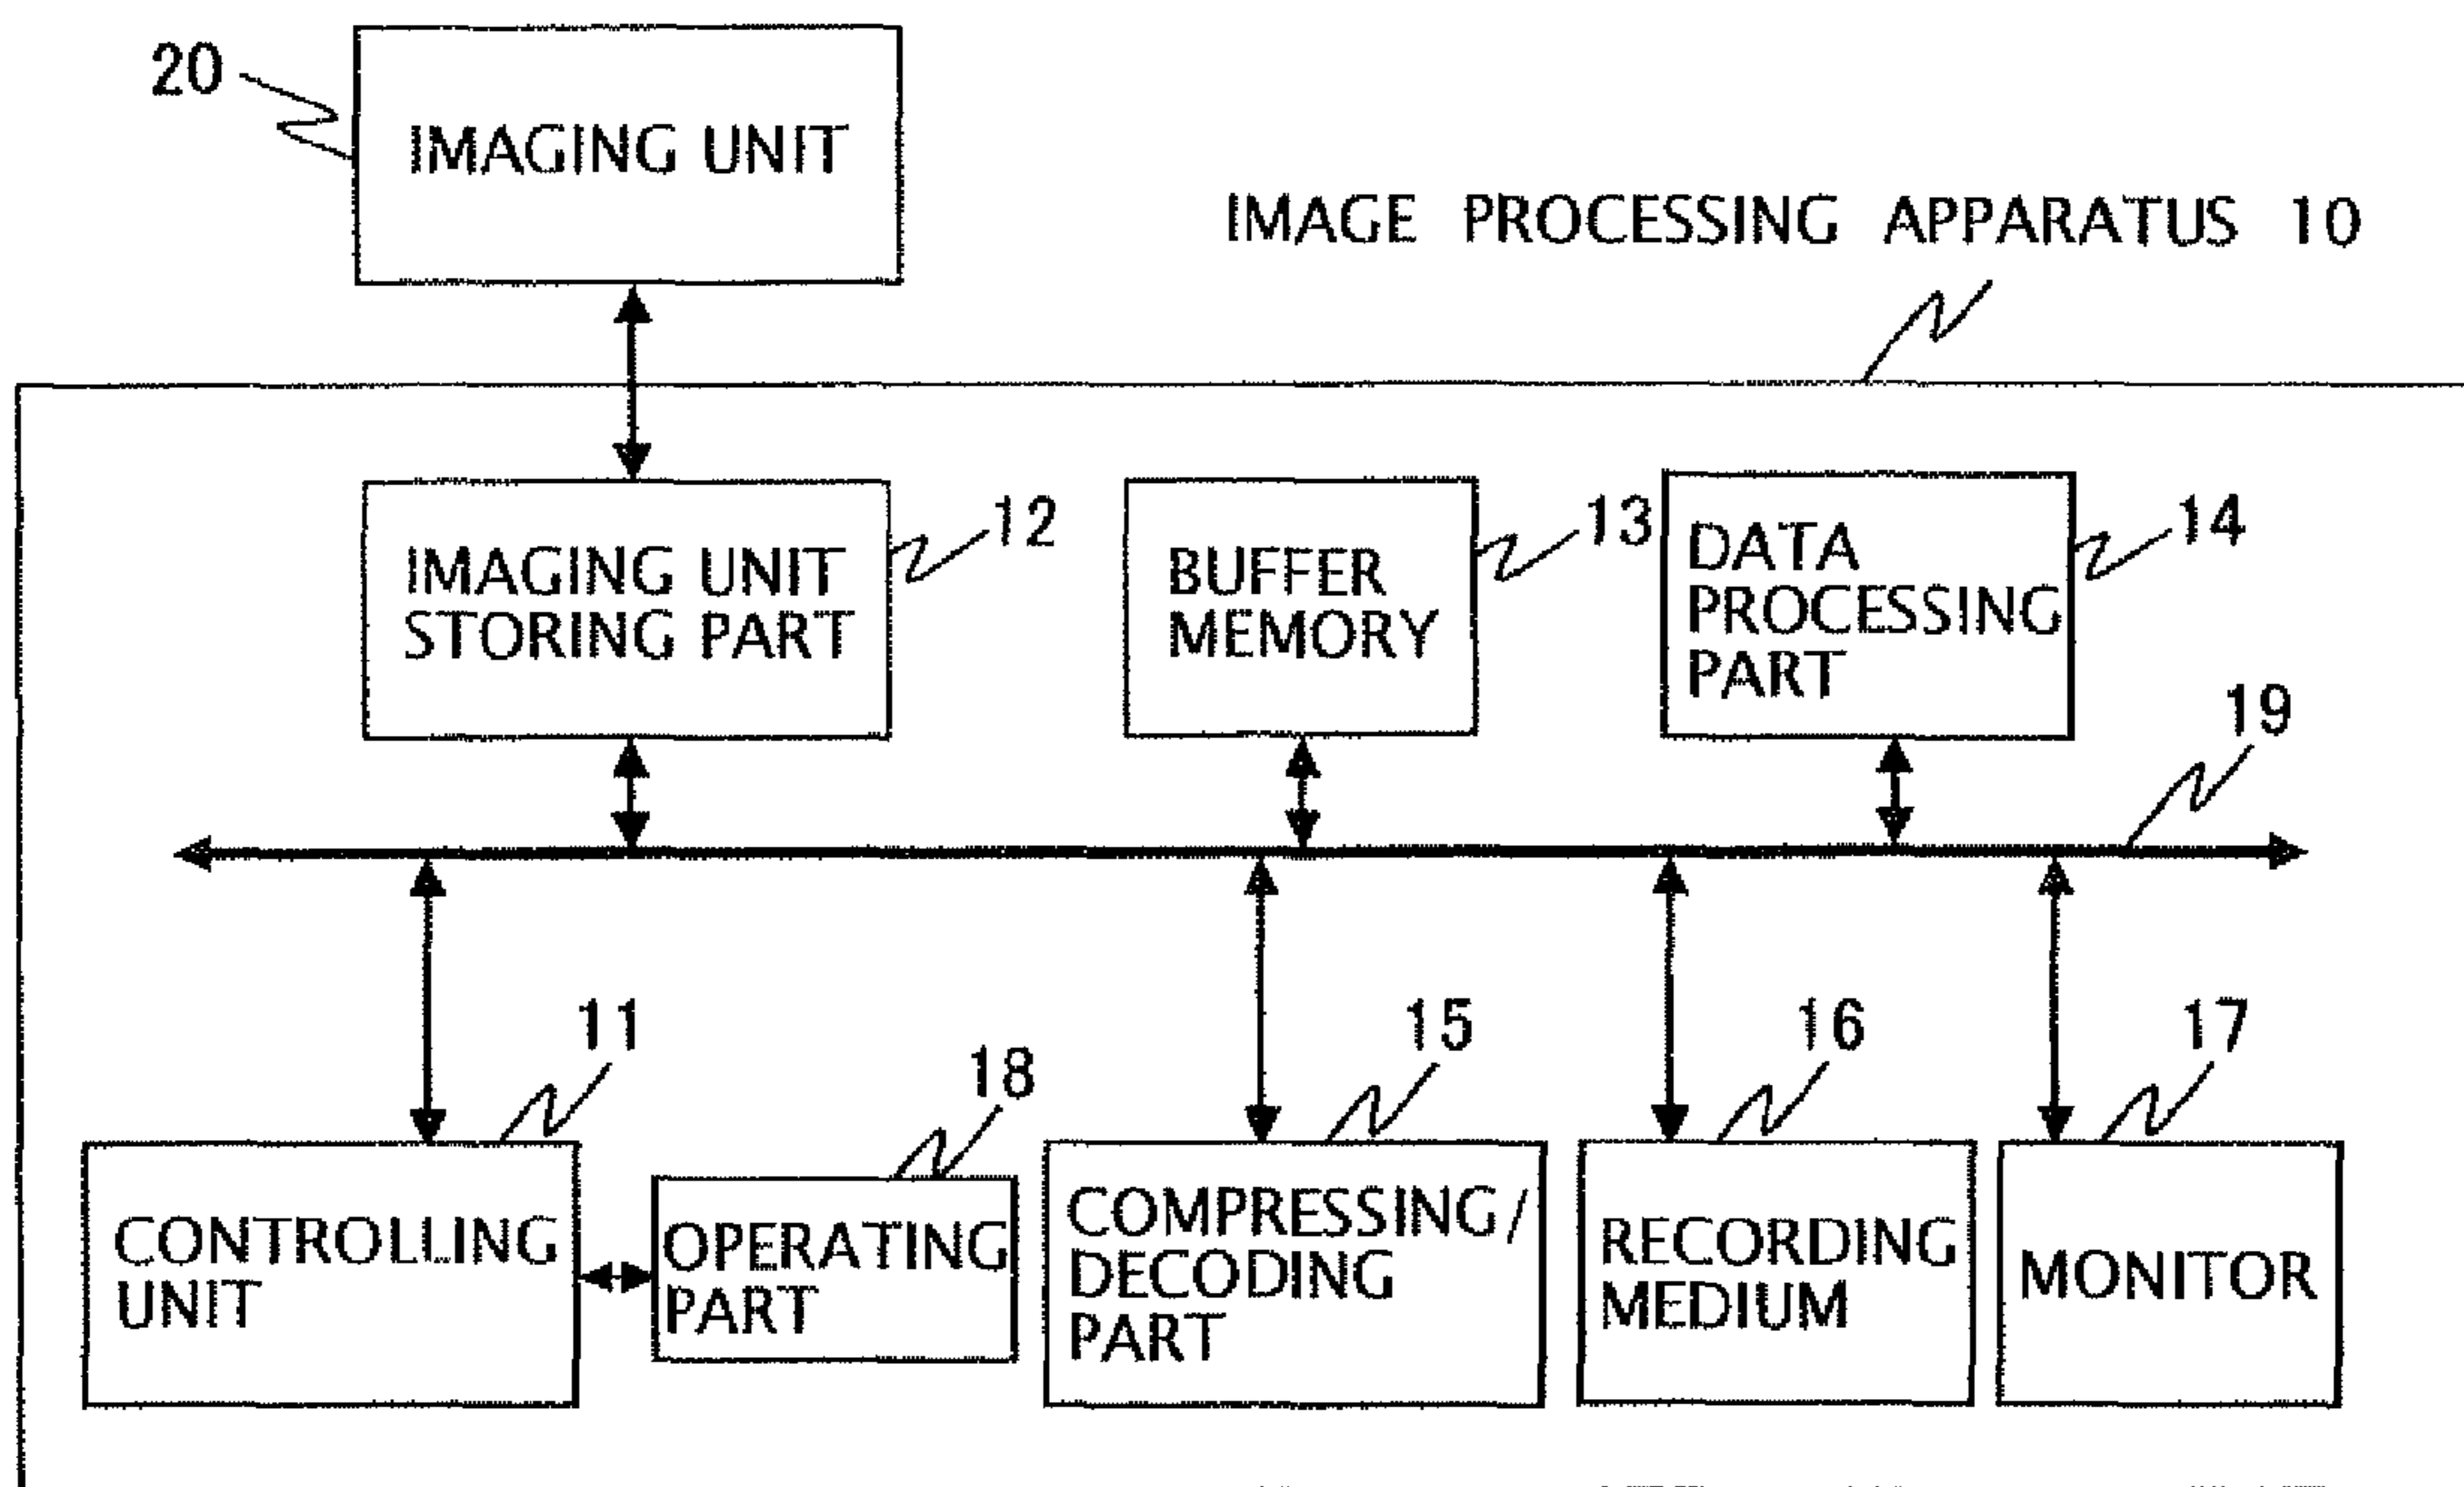 20
IMAGING UNIT
IMAGE PROCESSING APPARATUS 10
IMAGING UNIT
STORING PART
12
BUFFER
MEMORY
13
DATA
PROCESSING
PART
14
19
11
18
15
16
17
CONTROLLING
UNIT
OPERATING
PART
COMPRESSING/
DECODING
PART
RECORDING
MEDIUM
MONITOR